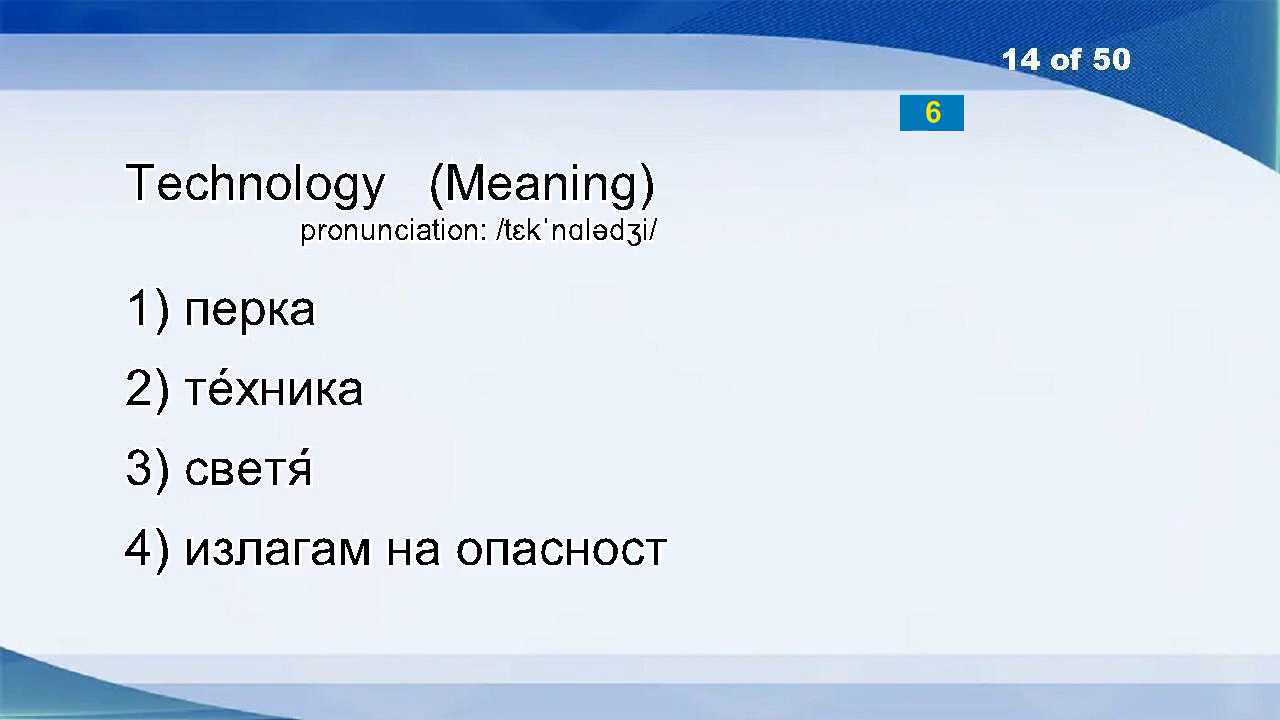 14 of 50
6
Technology (Meaning)
pronunciation: /tɛkˈnɑlədʒi/
1) перка
2) те́хника
3) светя́
4) излагам на опасност